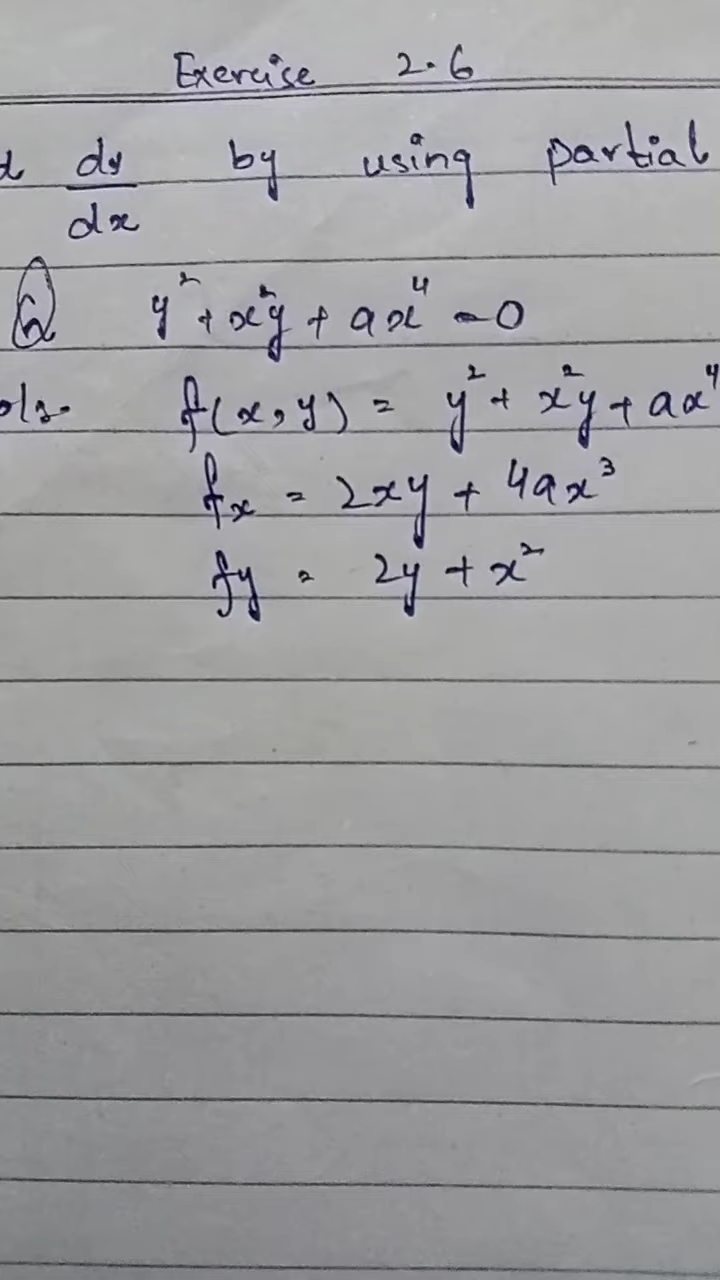 Exercise 2.6
d dy/dx by using partial
Q y² + x²y + ax⁴ = 0
ols. f(x, y) = y² + x²y + ax⁴
fx = 2xy + 4ax³
fy = 2y + x²